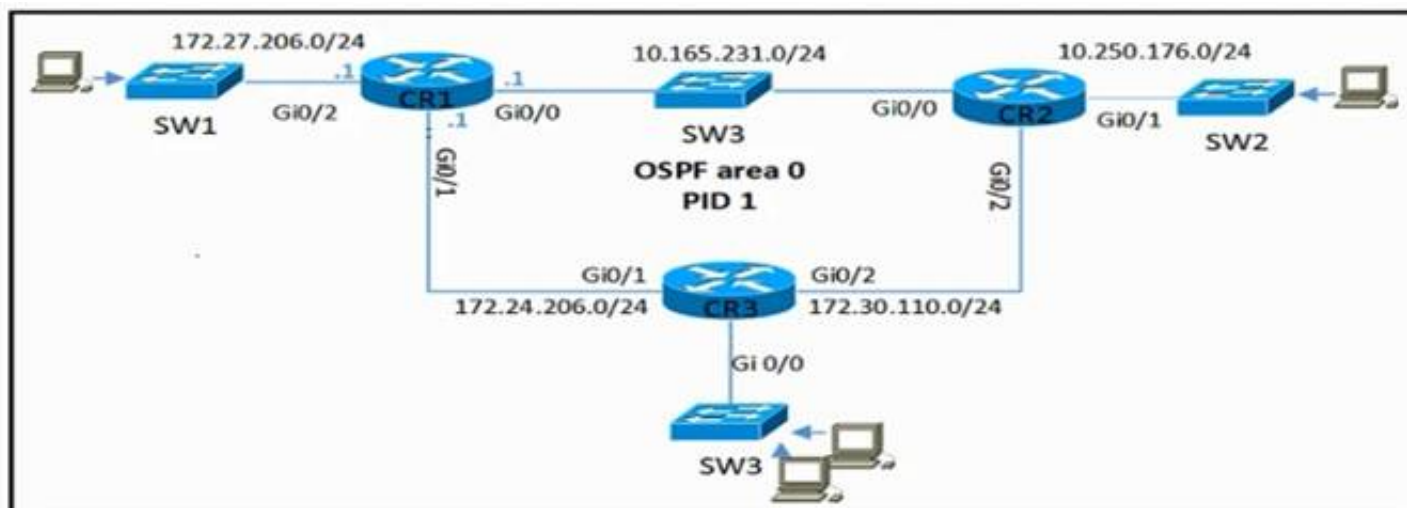 172.27.206.0/24
10.165.231.0/24
10.250.176.0/24
.1
.1
CR1
CR2
SW1
Gi0/2
.1
Gi0/0
SW3
Gi0/0
Gi0/1
SW2
Gi0/1
OSPF area 0
PID 1
Gi0/2
Gi0/1
Gi0/2
172.24.206.0/24
CR3
172.30.110.0/24
Gi 0/0
SW3